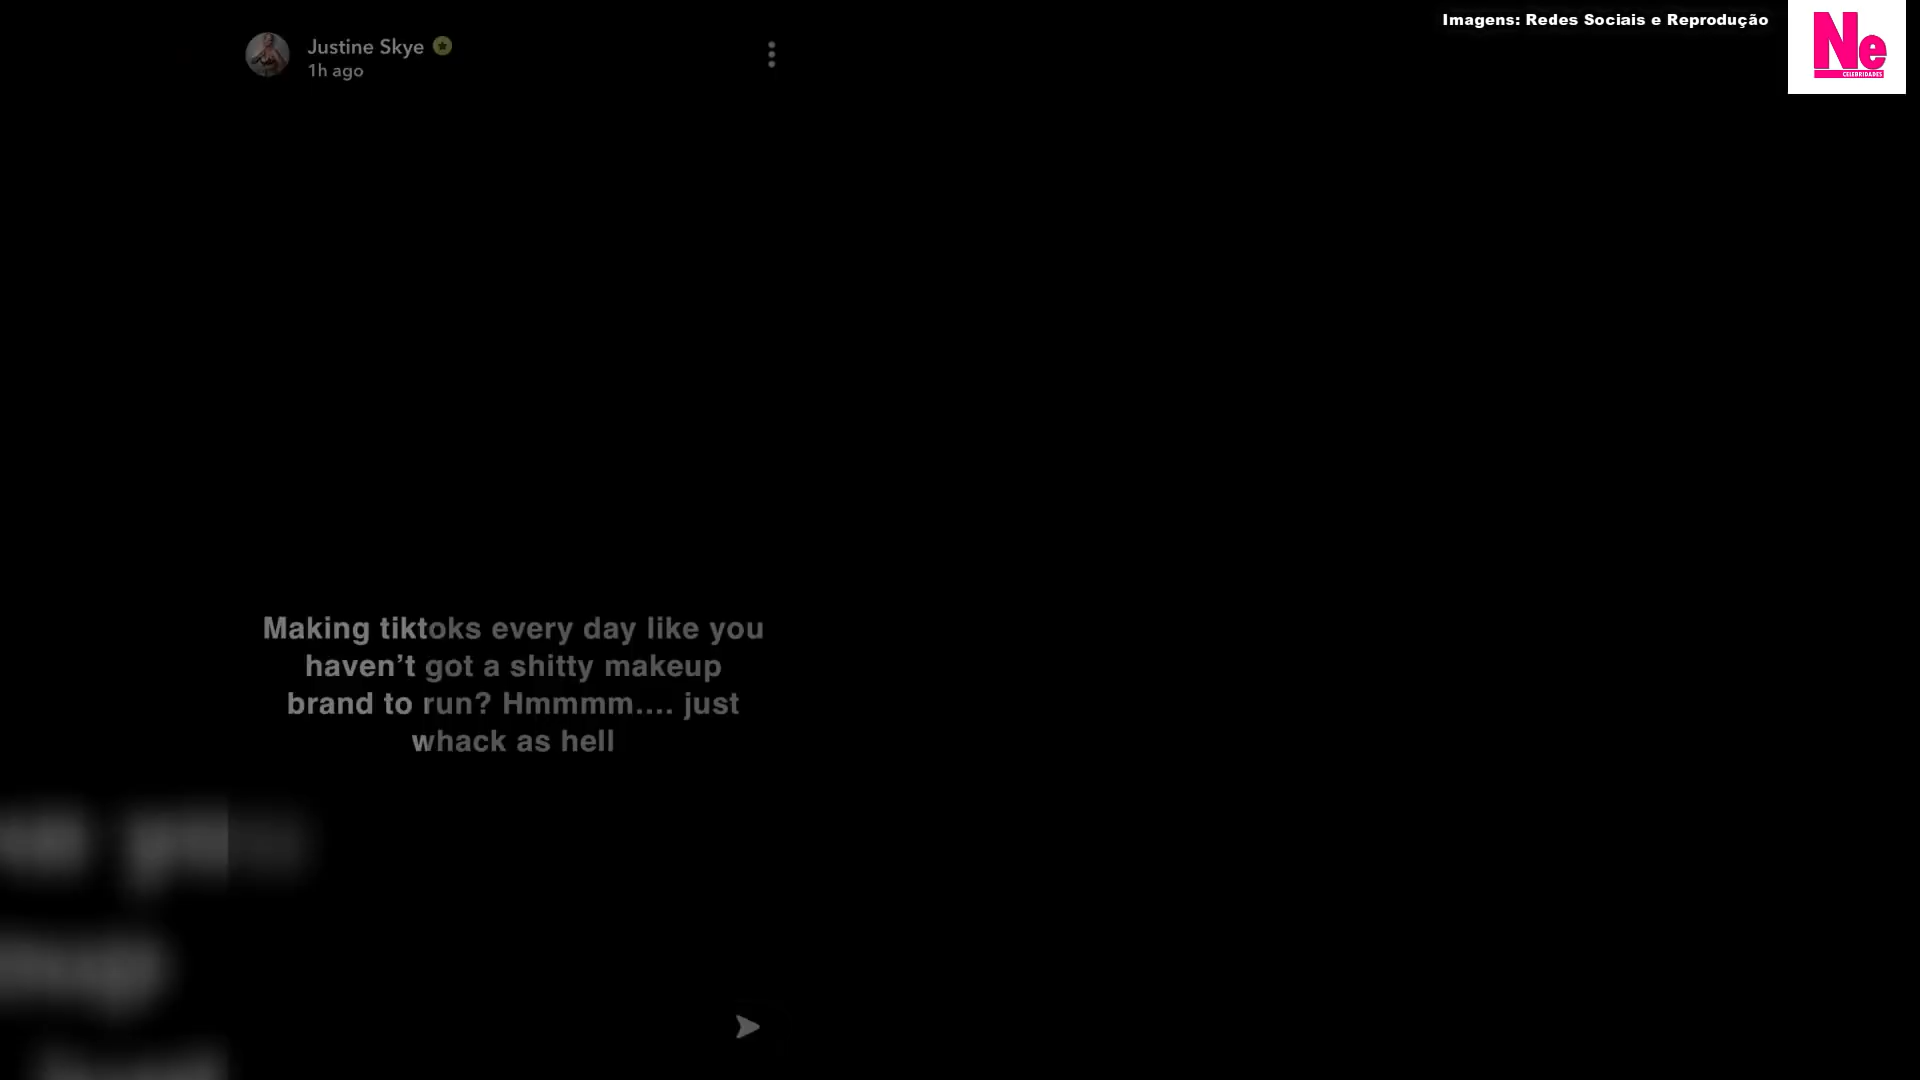 Imagens: Redes Sociais e Reprodução
Ne
CELEBRIDADES
Justine Skye
1h ago
Making tiktoks every day like you
haven’t got a shitty makeup
brand to run? Hmmmm.... just
whack as hell